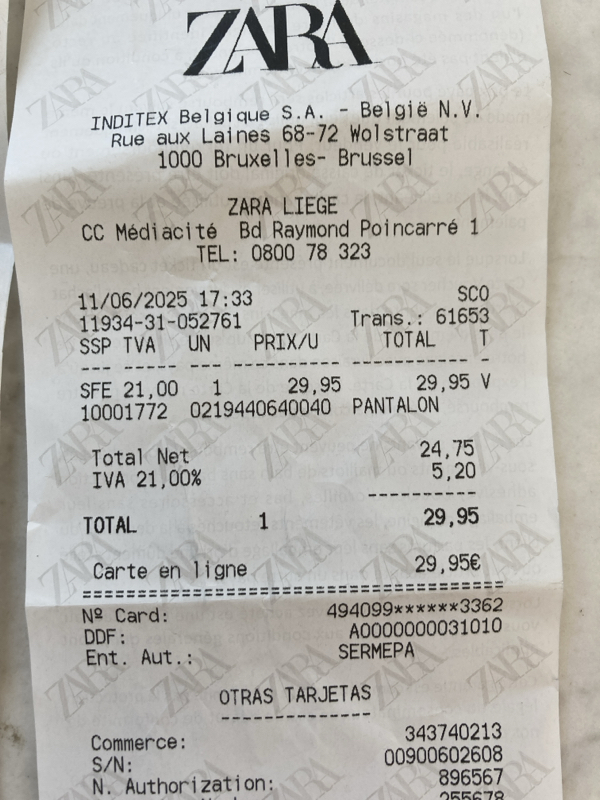 ZARA
INDITEX Belgique S.A. - België N.V.
Rue aux Laines 68-72 Wolstraat
1000 Bruxelles- Brussel
ZARA LIEGE
CC Médiacité Bd Raymond Poincarré 1
TEL: 0800 78 323
11/06/2025 17:33 SCO
11934-31-052761 Trans.: 61653
SSP TVA UN PRIX/U TOTAL T
--- ----- --- ---------- ----------- -
SFE 21,00 1 29,95 29,95 V
10001772 0219440640040 PANTALON
Total Net 24,75
IVA 21,00% 5,20
-----------
TOTAL 1 29,95
Carte en ligne 29,95€
========================================
Nº Card: 494099******3362
DDF: A0000000031010
Ent. Aut.: SERMEPA
OTRAS TARJETAS
--------------
Commerce: 343740213
S/N: 00900602608
N. Authorization: 896567
255678